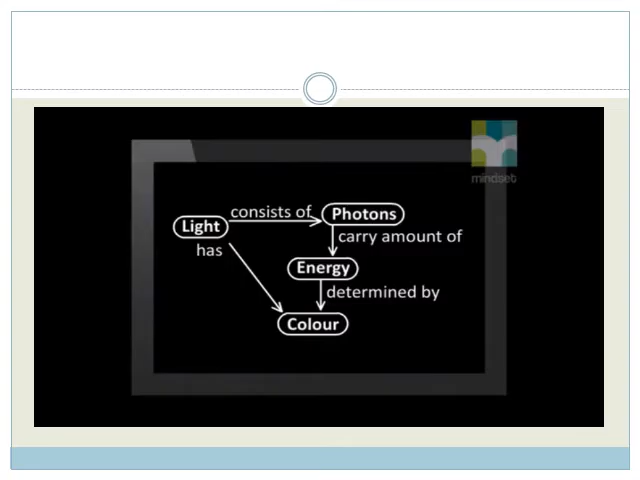 mindset
consists of
Photons
Light
has
carry amount of
Energy
determined by
Colour